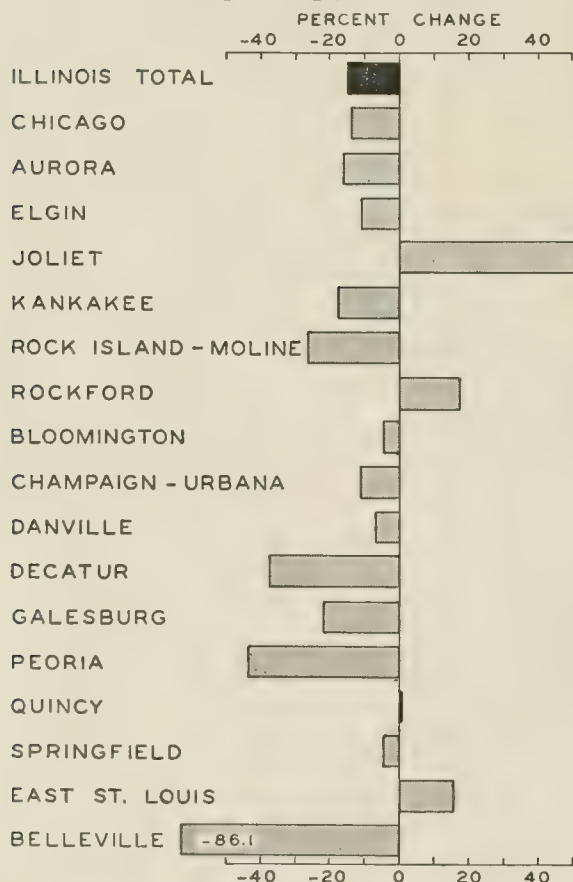 PERCENT CHANGE
-40 -20 0 20 40
ILLINOIS TOTAL
CHICAGO
AURORA
ELGIN
JOLIET
KANKAKEE
ROCK ISLAND - MOLINE
ROCKFORD
BLOOMINGTON
CHAMPAIGN - URBANA
DANVILLE
DECATUR
GALESBURG
PEORIA
QUINCY
SPRINGFIELD
EAST ST. LOUIS
BELLEVILLE -86.1
-40 -20 0 20 40